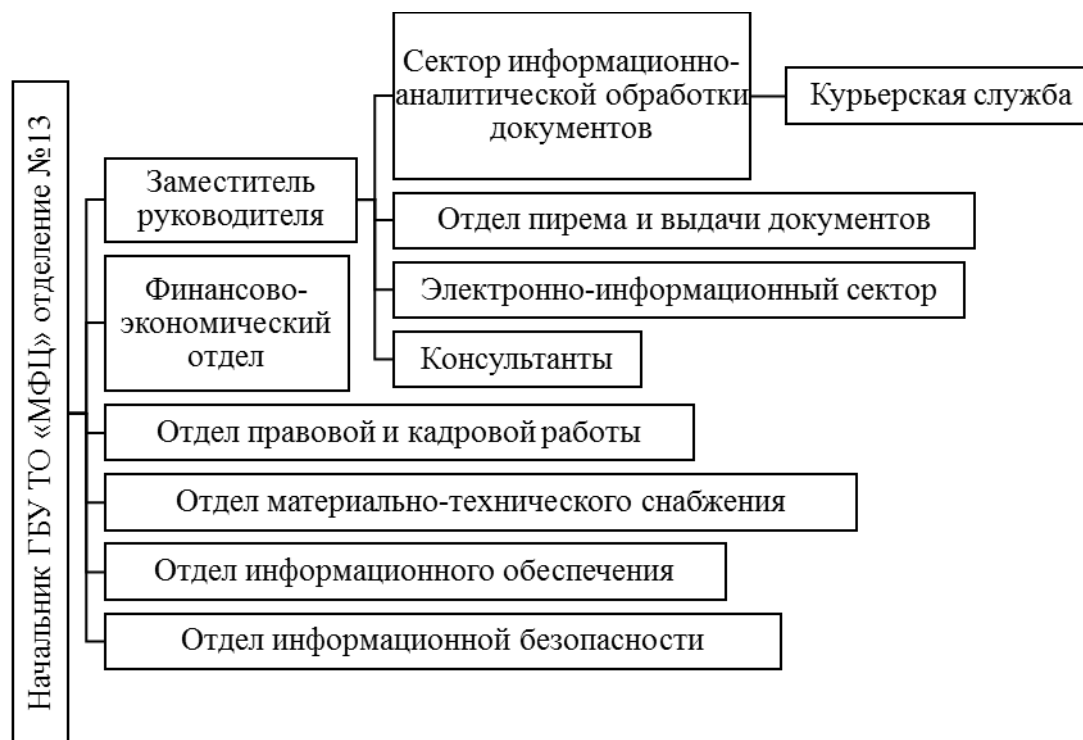 Начальник ГБУ ТО «МФЦ» отделение №13
Заместитель
руководителя
Сектор информационно-
аналитической обработки
документов
Курьерская служба
Отдел пирема и выдачи документов
Электронно-информационный сектор
Консультанты
Финансово-
экономический
отдел
Отдел правовой и кадровой работы
Отдел материально-технического снабжения
Отдел информационного обеспечения
Отдел информационной безопасности